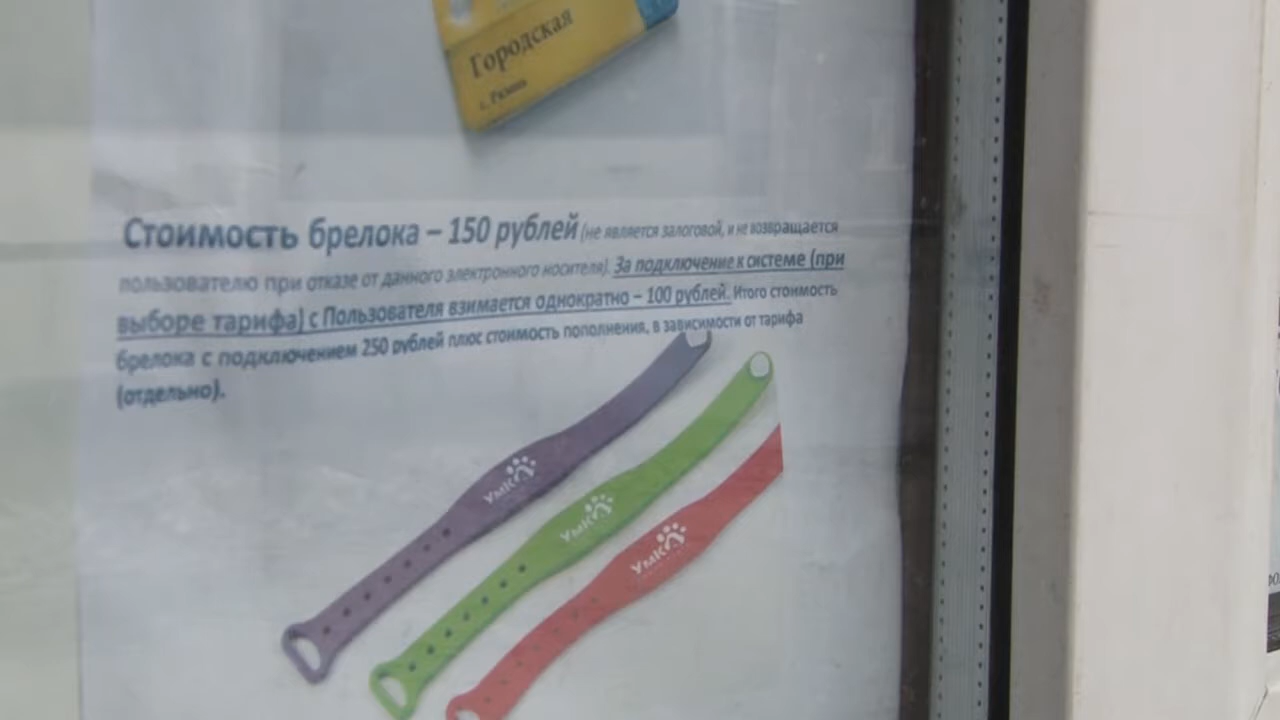 Городская
г. Рязань
Стоимость брелока – 150 рублей (не является залоговой, и не возвращается
пользователю при отказе от данного электронного носителя). За подключение к системе (при
выборе тарифа) с Пользователя взимается однократно – 100 рублей. Итого стоимость
брелока с подключением 250 рублей плюс стоимость пополнения, в зависимости от тарифа
(отдельно).
УМКА
УМКА
УМКА